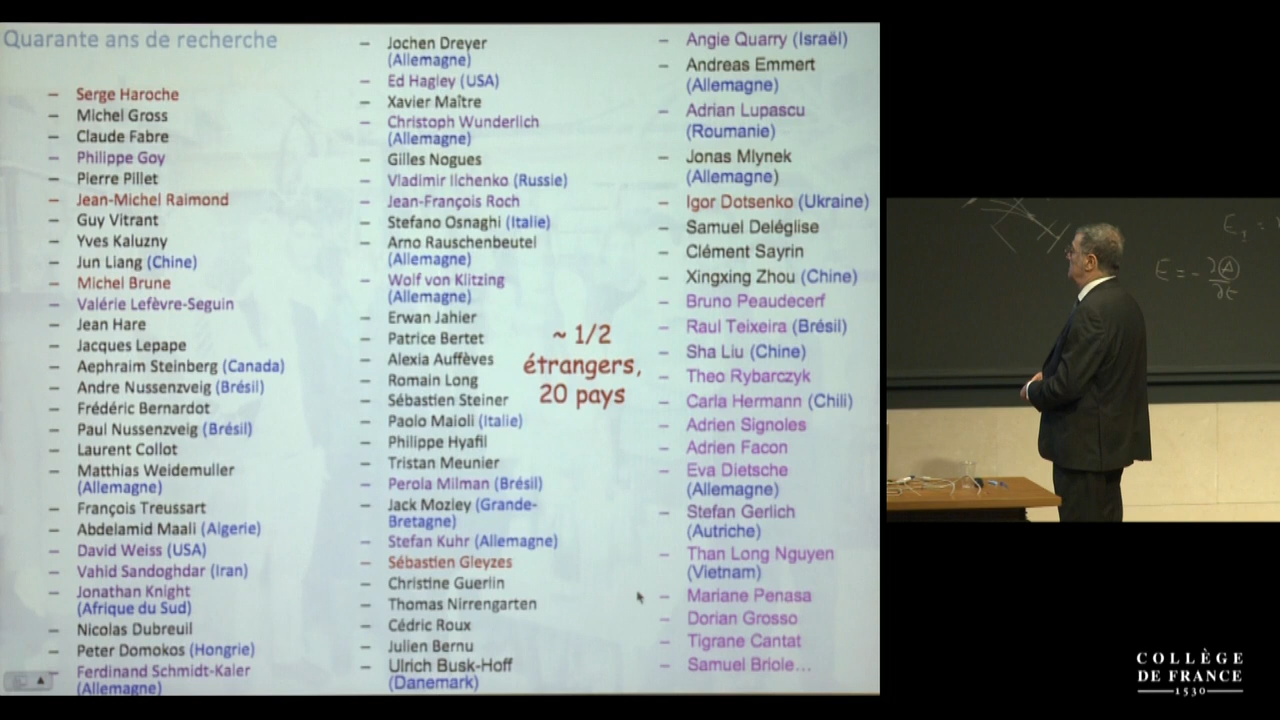 Quarante ans de recherche
– Serge Haroche
– Michel Gross
– Claude Fabre
– Philippe Goy
– Pierre Pillet
– Jean-Michel Raimond
– Guy Vitrant
– Yves Kaluzny
– Jun Liang (Chine)
– Michel Brune
– Valérie Lefèvre-Seguin
– Jean Hare
– Jacques Lepape
– Aephraim Steinberg (Canada)
– Andre Nussenzveig (Brésil)
– Frédéric Bernardot
– Paul Nussenzveig (Brésil)
– Laurent Collot
– Matthias Weidemuller
(Allemagne)
– François Treussart
– Abdelamid Maali (Algerie)
– David Weiss (USA)
– Vahid Sandoghdar (Iran)
– Jonathan Knight
(Afrique du Sud)
– Nicolas Dubreuil
– Peter Domokos (Hongrie)
– Ferdinand Schmidt-Kaler
(Allemagne)
– Jochen Dreyer
(Allemagne)
– Ed Hagley (USA)
– Xavier Maître
– Christoph Wunderlich
(Allemagne)
– Gilles Nogues
– Vladimir Ilchenko (Russie)
– Jean-François Roch
– Stefano Osnaghi (Italie)
– Arno Rauschenbeutel
(Allemagne)
– Wolf von Klitzing
(Allemagne)
– Erwan Jahier
– Patrice Bertet
– Alexia Auffèves
– Romain Long
– Sébastien Steiner
– Paolo Maioli (Italie)
– Philippe Hyafil
– Tristan Meunier
– Perola Milman (Brésil)
– Jack Mozley (Grande-
Bretagne)
– Stefan Kuhr (Allemagne)
– Sébastien Gleyzes
– Christine Guerlin
– Thomas Nirrengarten
– Cédric Roux
– Julien Bernu
– Ulrich Busk-Hoff
(Danemark)
~ 1/2
étrangers,
20 pays
– Angie Quarry (Israël)
– Andreas Emmert
(Allemagne)
– Adrian Lupascu
(Roumanie)
– Jonas Mlynek
(Allemagne)
– Igor Dotsenko (Ukraine)
– Samuel Deléglise
– Clément Sayrin
– Xingxing Zhou (Chine)
– Bruno Peaudecerf
– Raul Teixeira (Brésil)
– Sha Liu (Chine)
– Theo Rybarczyk
– Carla Hermann (Chili)
– Adrien Signoles
– Adrien Facon
– Eva Dietsche
(Allemagne)
– Stefan Gerlich
(Autriche)
– Than Long Nguyen
(Vietnam)
– Mariane Penasa
– Dorian Grosso
– Tigrane Cantat
– Samuel Briole…
COLLÈGE
DE FRANCE
1530